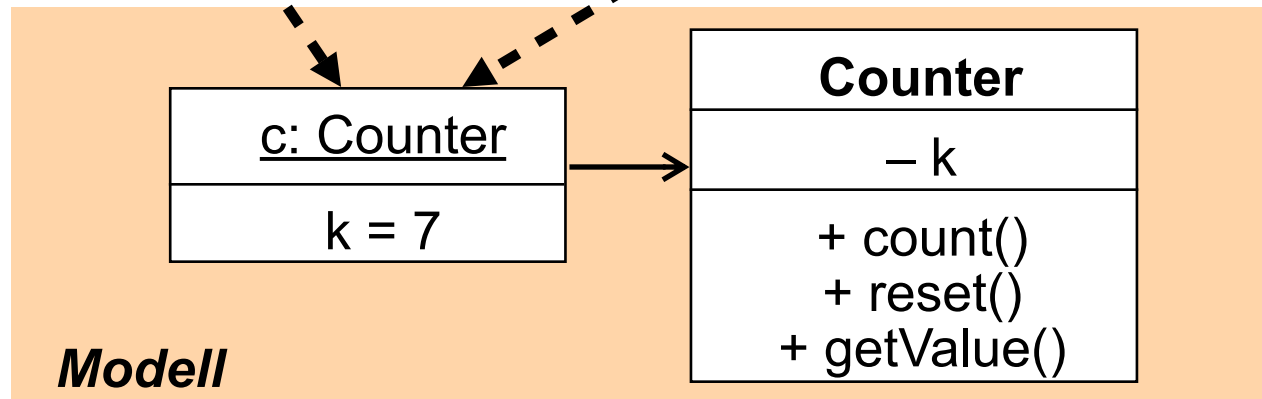 c: Counter
k = 7
Counter
– k
+ count()
+ reset()
+ getValue()
Modell